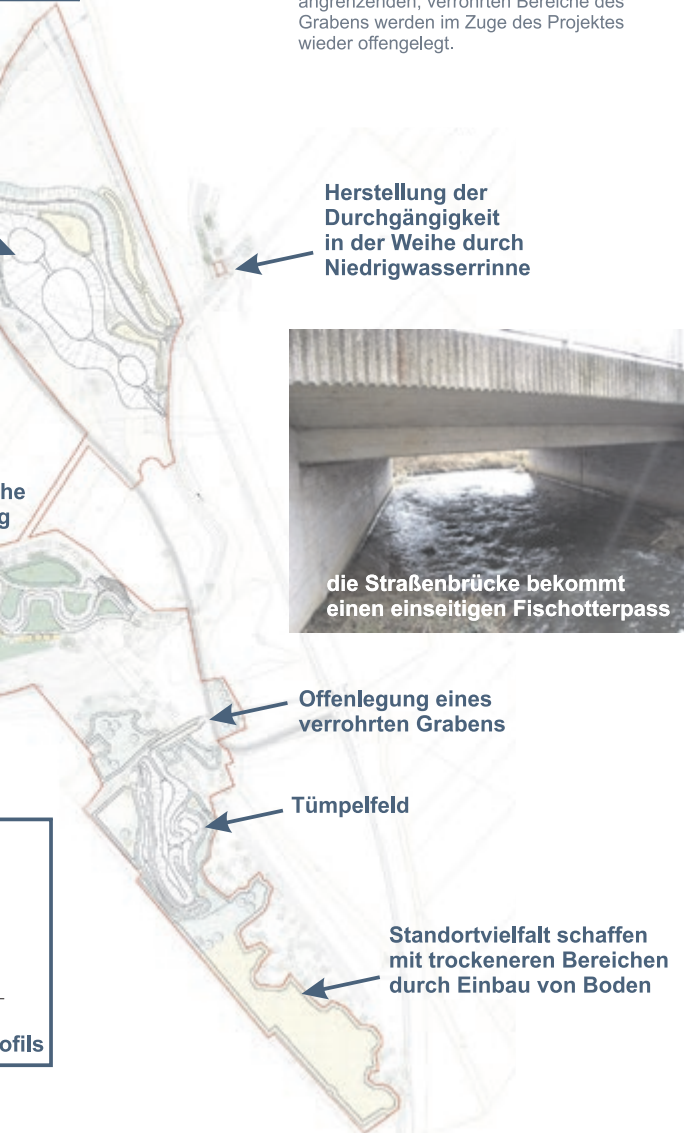 angrenzenden, verrohrten Bereiche des
Grabens werden im Zuge des Projektes
wieder offengelegt.
Herstellung der
Durchgängigkeit
in der Weihe durch
Niedrigwasserrinne
die Straßenbrücke bekommt
einen einseitigen Fischotterpass
Offenlegung eines
verrohrten Grabens
Tümpelfeld
Standortvielfalt schaffen
mit trockeneren Bereichen
durch Einbau von Boden